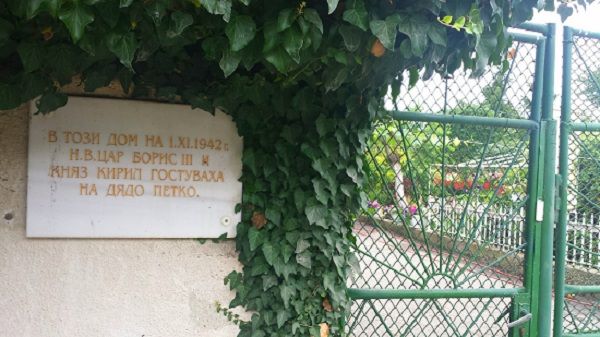 В ТОЗИ ДОМ НА 1.XI.1942 г.
Н.В.ЦАР БОРИС III И
КНЯЗ КИРИЛ ГОСТУВАХА
НА ДЯДО ПЕТКО.